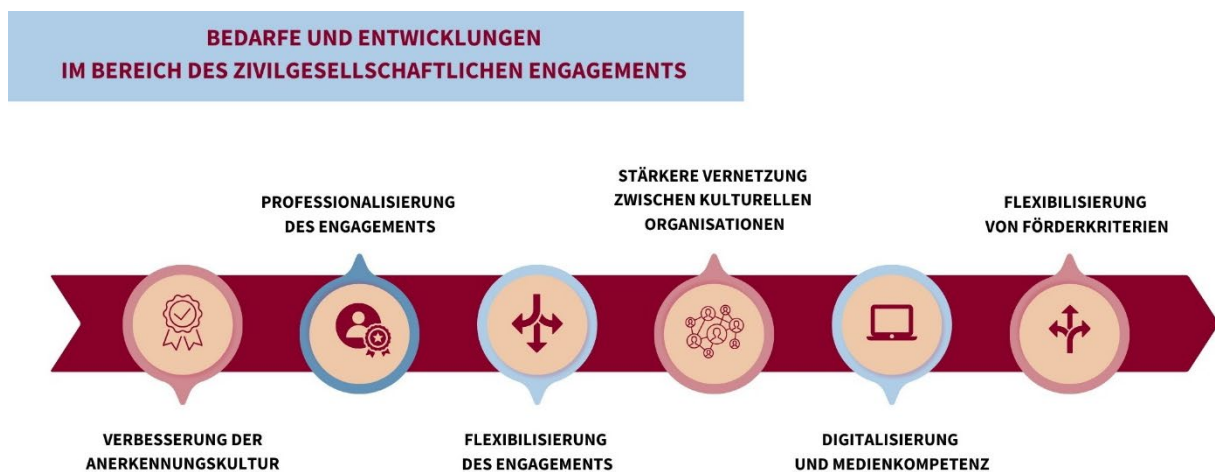 BEDARFE UND ENTWICKLUNGEN
IM BEREICH DES ZIVILGESELLSCHAFTLICHEN ENGAGEMENTS
VERBESSERUNG DER
ANERKENNUNGSKULTUR
PROFESSIONALISIERUNG
DES ENGAGEMENTS
FLEXIBILISIERUNG
DES ENGAGEMENTS
STÄRKERE VERNETZUNG
ZWISCHEN KULTURELLEN
ORGANISATIONEN
DIGITALISIERUNG
UND MEDIENKOMPETENZ
FLEXIBILISIERUNG
VON FÖRDERKRITERIEN